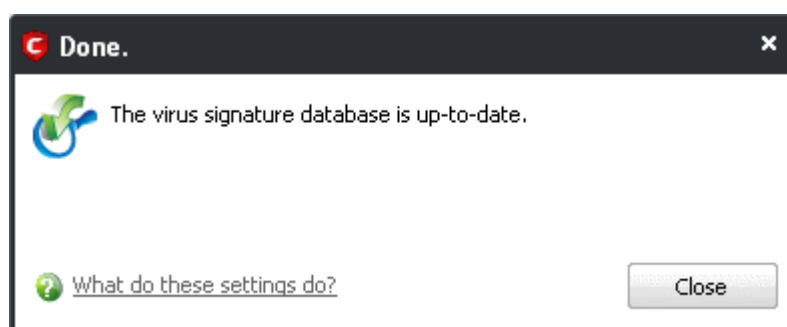 Done.
The virus signature database is up-to-date.
What do these settings do?
Close